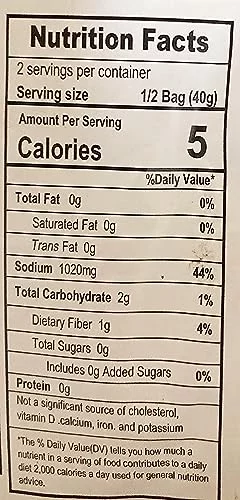 Nutrition Facts
2 servings per container
Serving size 1/2 Bag (40g)
Amount Per Serving
Calories 5
%Daily Value*
Total Fat 0g 0%
Saturated Fat 0g 0%
Trans Fat 0g
Sodium 1020mg 44%
Total Carbohydrate 2g 1%
Dietary Fiber 1g 4%
Total Sugars 0g
Includes 0g Added Sugars 0%
Protein 0g
Not a significant source of cholesterol,
vitamin D .calcium, iron, and potassium
*The % Daily Value(DV) tells you how much a
nutrient in a serving of food contributes to a daily
diet 2,000 calories a day used for general nutrition
advice.